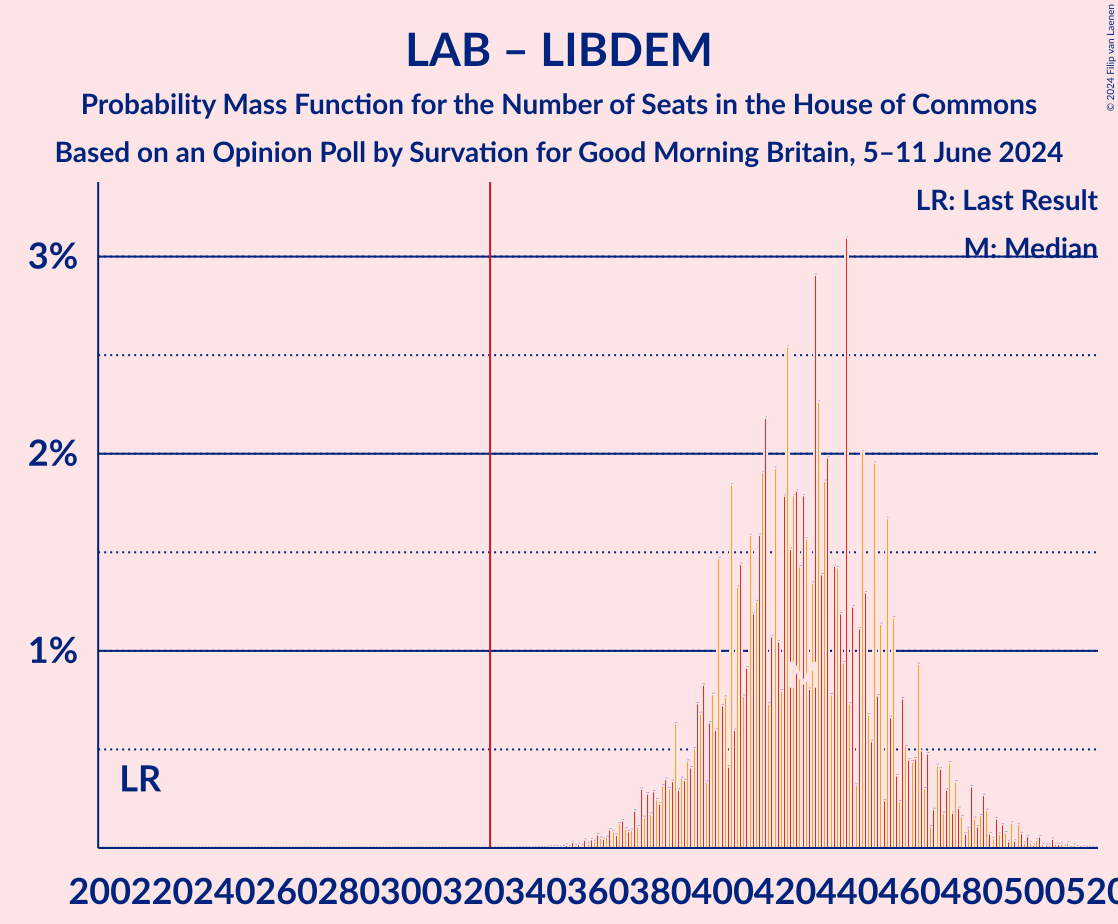 LAB – LIBDEM
Probability Mass Function for the Number of Seats in the House of Commons
Based on an Opinion Poll by Survation for Good Morning Britain, 5–11 June 2024
© 2024 Filip van Laenen
LR: Last Result
M: Median
3%
2%
1%
M
LR
200220240260280300320340360380400420440460480500520